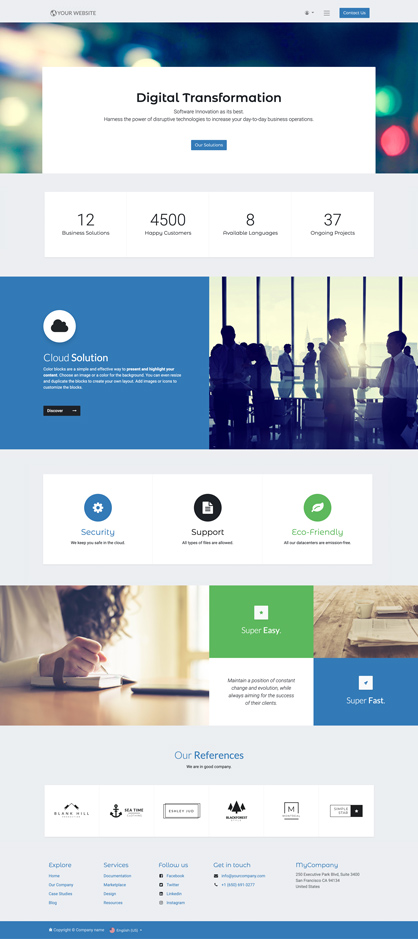 YOUR WEBSITE
Contact us
Digital Transformation
Software Innovation as its best.
Harness the power of disruptive technologies to increase your day-to-day business operations.
Our Solutions
12
Business Solutions
4500
Happy Customers
8
Available Languages
37
Ongoing Projects
Cloud Solution
Color blocks are a simple and effective way to present and highlight your
content. Choose an image or a color for the background. You can even resize
and duplicate the blocks to create your own layout. Add images or icons to
customize the blocks.
Discover →
Security
We keep you safe in the cloud.
Support
All types of files are allowed.
Eco-Friendly
All our datacenters are emission-free.
Super Easy.
Maintain a position of constant
change and evolution, while
always aiming for the success
of their clients.
Super Fast.
Our References
We are in good company.
BLANK HILL
SEA TIME
ESHLEY IVO
BLACKFOREST
M
SIMPLE
STAR
Explore
Home
Our Company
Case Studies
Blog
Services
Documentation
Marketplace
Design
Resources
Follow us
Facebook
Twitter
Linkedin
Instagram
Get in touch
info@yourcompany.com
+1 (650) 691-3277
MyCompany
250 Executive Park Blvd, Suite 3400
San Francisco CA 94134
United States
Copyright © Company name
English (US)